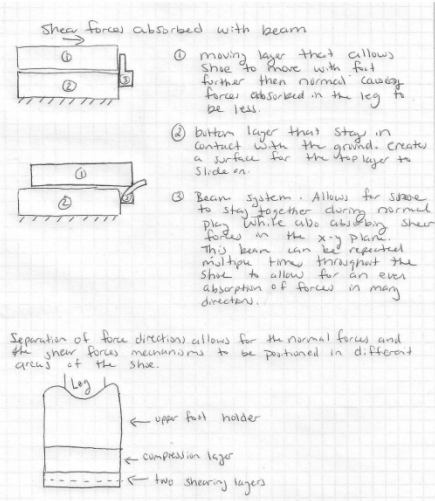 Shear forces absorbed with beam
① moving layer that allows
shoe to move with foot
further then normal causing
forces absorbed in the leg to
be less.
①
②
③
② bottom layer that stay in
contact with the ground. creates
a surface for the top layer to
slide on.
①
②
③
③ Beam system. Allows for shoe
to stay together during normal
play while also absorbing shear
forces in the x-y plane.
This beam can be repeated
multiple times throughout the
shoe to allow for an even
absorption of forces in many
directions.
Separation of force directions allows for the normal forces and
the shear forces mechanisms to be positioned in different
areas of the shoe.
Leg
upper foot holder
compression layer
two shearing layers